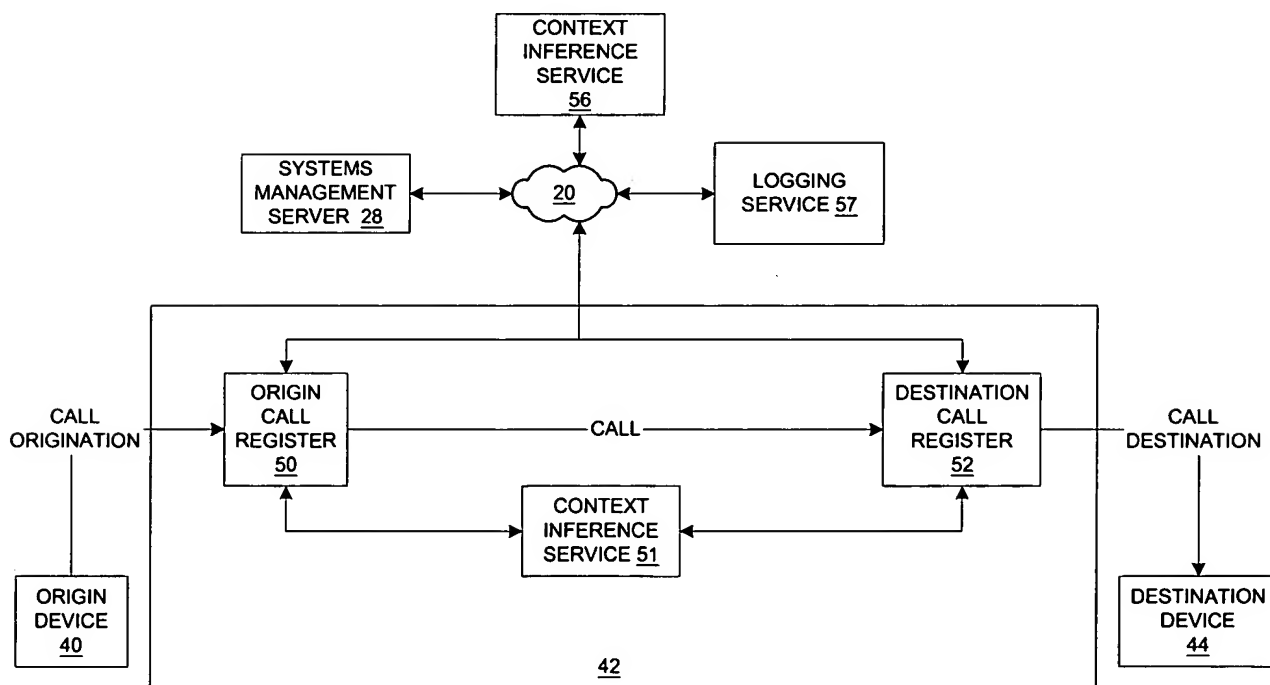 CONTEXT
INFERENCE
SERVICE
56
SYSTEMS
MANAGEMENT
SERVER 28
20
LOGGING
SERVICE 57
CALL
ORIGINATION
ORIGIN
CALL
REGISTER
50
CALL
DESTINATION
CALL
REGISTER
52
CALL
DESTINATION
CONTEXT
INFERENCE
SERVICE 51
ORIGIN
DEVICE
40
42
DESTINATION
DEVICE
44